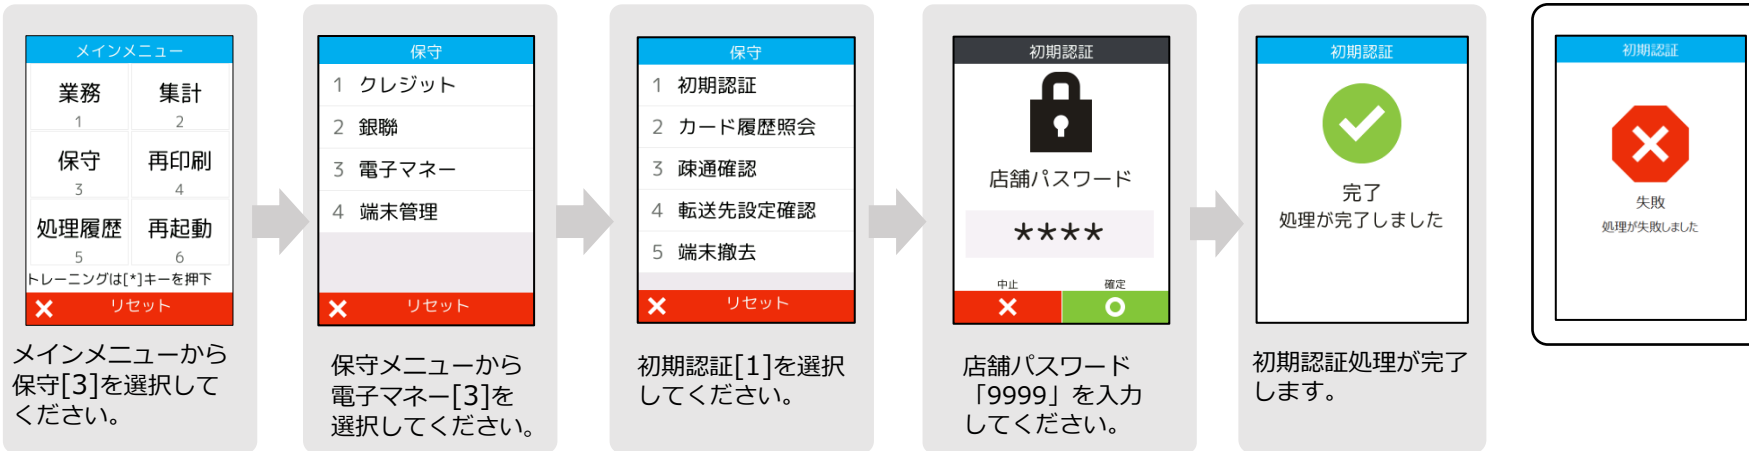 メインメニュー
業務 集計
1 2
保守 再印刷
3 4
処理履歴 再起動
5 6
トレーニングは[*]キーを押下
リセット
メインメニューから
保守[3]を選択して
ください。
保守
1 クレジット
2 銀聯
3 電子マネー
4 端末管理
リセット
保守メニューから
電子マネー[3]を
選択してください。
保守
1 初期認証
2 カード履歴照会
3 疎通確認
4 転送先設定確認
5 端末撤去
リセット
初期認証[1]を選択
してください。
初期認証
店舗パスワード
****
中止 確定
店舗パスワード
「9999」を入力
してください。
初期認証
完了
処理が完了しました
初期認証処理が完了
します。
初期認証
失敗
処理が失敗しました